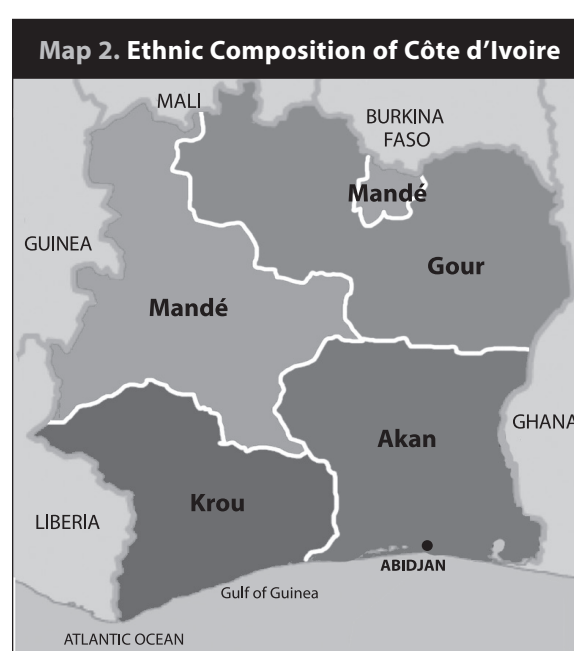 Map 2. Ethnic Composition of Côte d'Ivoire
MALI
BURKINA
FASO
Mandé
GUINEA
Gour
Mandé
GHANA
Akan
Krou
LIBERIA
ABIDJAN
Gulf of Guinea
ATLANTIC OCEAN